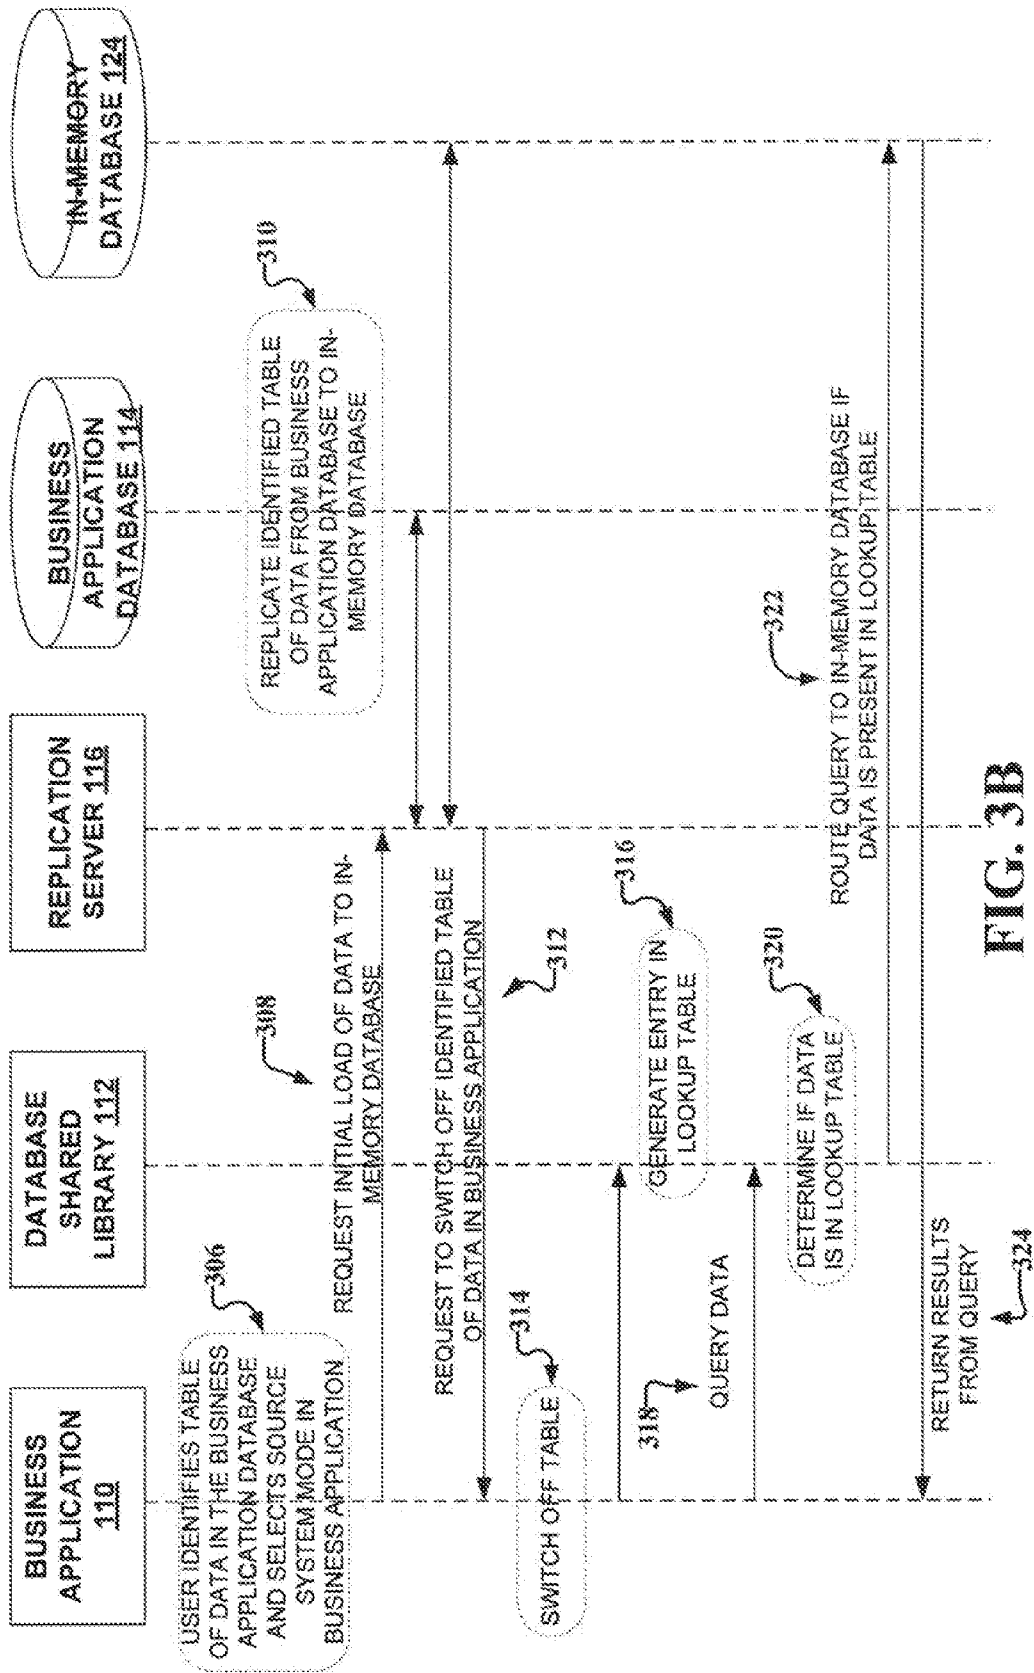 BUSINESS
APPLICATION
110
DATABASE
SHARED
LIBRARY 112
REPLICATION
SERVER 116
BUSINESS
APPLICATION
DATABASE 114
IN-MEMORY
DATABASE 124
USER IDENTIFIES TABLE
OF DATA IN THE BUSINESS
APPLICATION DATABASE
AND SELECTS SOURCE
SYSTEM MODE IN
BUSINESS APPLICATION
306
308
REQUEST INITIAL LOAD OF DATA TO IN-
MEMORY DATABASE
REPLICATE IDENTIFIED TABLE
OF DATA FROM BUSINESS
APPLICATION DATABASE TO IN-
MEMORY DATABASE
310
REQUEST TO SWITCH OFF IDENTIFIED TABLE
OF DATA IN BUSINESS APPLICATION
312
SWITCH OFF TABLE
314
GENERATE ENTRY IN
LOOKUP TABLE
316
318
QUERY DATA
DETERMINE IF DATA
IS IN LOOKUP TABLE
320
322
ROUTE QUERY TO IN-MEMORY DATABASE IF
DATA IS PRESENT IN LOOKUP TABLE
RETURN RESULTS
FROM QUERY
324
FIG. 3B